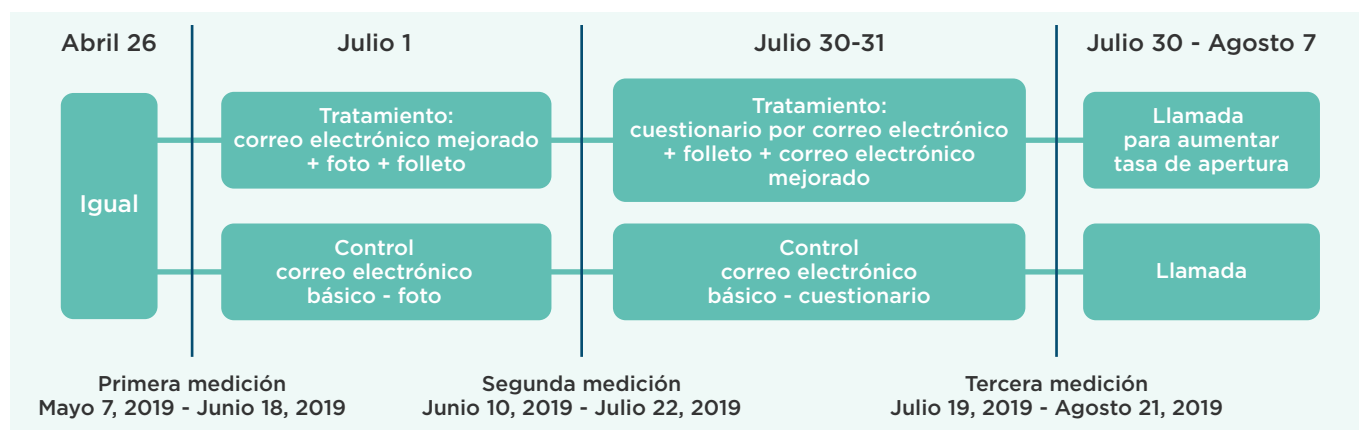 Abril 26
Julio 1
Julio 30-31
Julio 30 - Agosto 7
Igual
Tratamiento:
correo electrónico mejorado
+ foto + folleto
Tratamiento:
cuestionario por correo electrónico
+ folleto + correo electrónico
mejorado
Llamada
para aumentar
tasa de apertura
Control
correo electrónico
básico - foto
Control
correo electrónico
básico - cuestionario
Llamada
Primera medición
Mayo 7, 2019 - Junio 18, 2019
Segunda medición
Junio 10, 2019 - Julio 22, 2019
Tercera medición
Julio 19, 2019 - Agosto 21, 2019